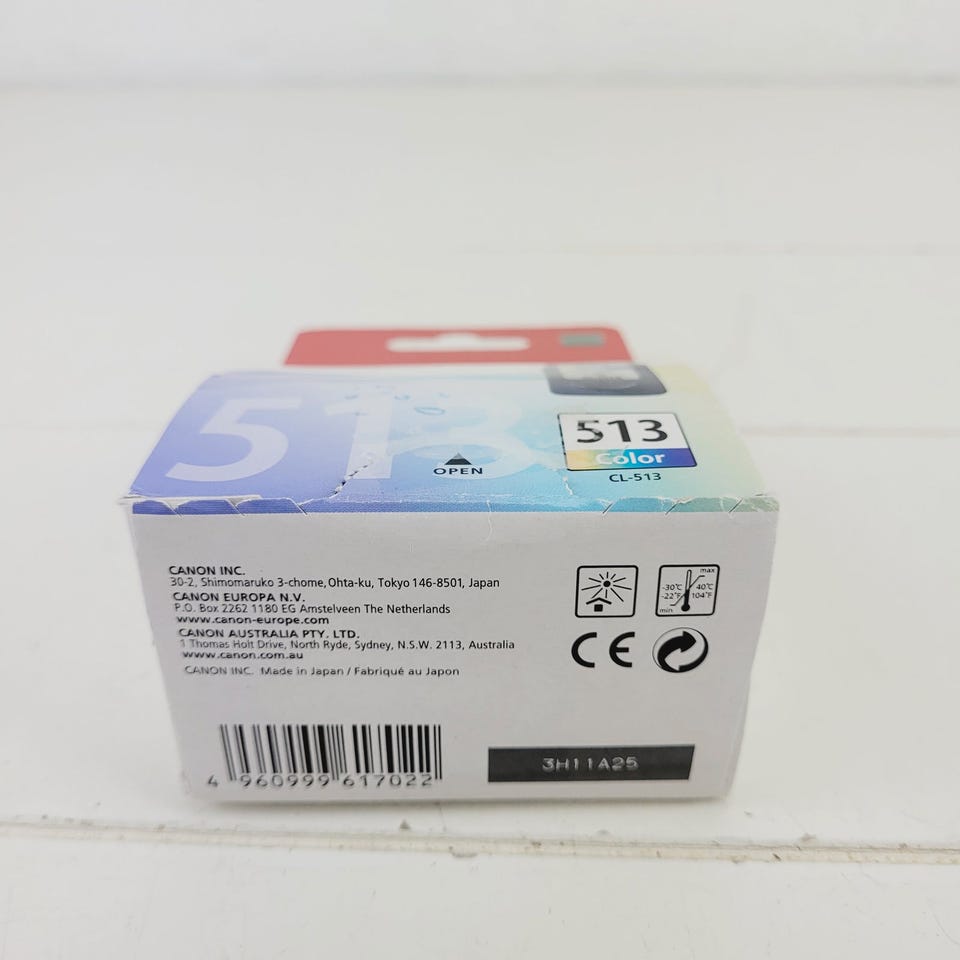 513
513
Color
CL-513
OPEN
CANON INC.
30-2, Shimomaruko 3-chome, Ohta-ku, Tokyo 146-8501, Japan
CANON EUROPA N.V.
P.O. Box 2262 1180 EG Amstelveen The Netherlands
www.canon-europe.com
CANON AUSTRALIA PTY. LTD.
1 Thomas Holt Drive, North Ryde, Sydney, N.S.W. 2113, Australia
www.canon.com.au
CANON INC. Made in Japan / Fabriqué au Japon
max
-30°C 40°C
-22°F 104°F
min
CE
4 960999 617022
3H11A25